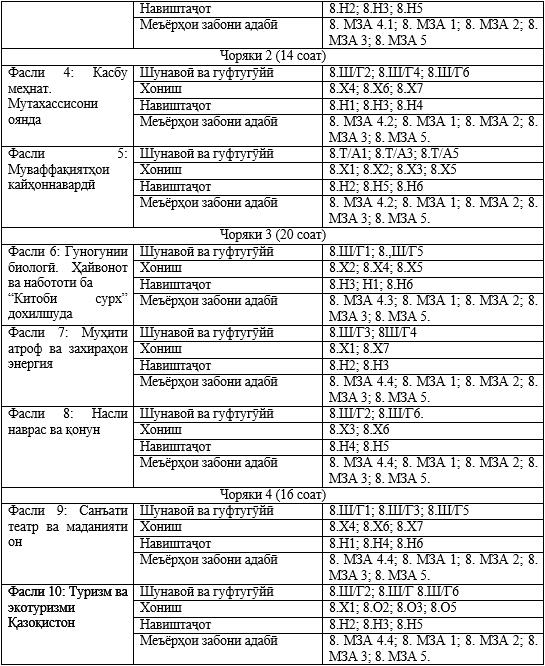 Навиштаҷот 8.Н2; 8.Н3; 8.Н5
Меъёрҳои забони адабӣ 8. МЗА 4.1; 8. МЗА 1; 8. МЗА 2; 8.
МЗА 3; 8. МЗА 5
Чоряки 2 (14 соат)
Фасли 4: Касбу Шунавоӣ ва гуфтугӯйӣ 8.Ш/Г2; 8.Ш/Г4; 8.Ш/Г6
меҳнат. Хониш 8.Х4; 8.Х6; 8.Х7
Мутахассисони Навиштаҷот 8.Н1; 8.Н3; 8.Н4
оянда Меъёрҳои забони адабӣ 8. МЗА 4.2; 8. МЗА 1; 8. МЗА 2; 8.
МЗА 3; 8. МЗА 5.
Фасли 5: Шунавоӣ ва гуфтугӯйӣ 8.Т/А1; 8.Т/А3; 8.Т/А5
Муваффақиятҳои Хониш 8.Х1; 8.Х2; 8.Х3; 8.Х5
кайҳоннавардӣ Навиштаҷот 8.Н2; 8.Н5; 8.Н6
Меъёрҳои забони адабӣ 8. МЗА 4.2; 8. МЗА 1; 8. МЗА 2; 8.
МЗА 3; 8. МЗА 5.
Чоряки 3 (20 соат)
Фасли 6: Гуногунии Шунавоӣ ва гуфтугӯйӣ 8.Ш/Г1; 8.,Ш/Г5
биологӣ. Ҳайвонот Хониш 8.Х2; 8.Х4; 8.Х5
ва набототи ба Навиштаҷот 8.Н3; Н1; 8.Н6
“Китоби сурх” Меъёрҳои забони адабӣ 8. МЗА 4.3; 8. МЗА 1; 8. МЗА 2; 8.
дохилшуда МЗА 3; 8. МЗА 5.
Фасли 7: Муҳити Шунавоӣ ва гуфтугӯйӣ 8.Ш/Г3; 8Ш/Г4
атроф ва захираҳои Хониш 8.Х1; 8.Х7
энергия Навиштаҷот 8.Н2; 8.Н3
Меъёрҳои забони адабӣ 8. МЗА 4.4; 8. МЗА 1; 8. МЗА 2; 8.
МЗА 3; 8. МЗА 5.
Фасли 8: Насли Шунавоӣ ва гуфтугӯйӣ 8.Ш/Г2; 8.Ш/Г6.
наврас ва қонун Хониш 8.Х3; 8.Х6
Навиштаҷот 8.Н4; 8.Н5
Меъёрҳои забони адабӣ 8. МЗА 4.4; 8. МЗА 1; 8. МЗА 2; 8.
МЗА 3; 8. МЗА 5.
Чоряки 4 (16 соат)
Фасли 9: Санъати Шунавоӣ ва гуфтугӯйӣ 8.Ш/Г1; 8.Ш/Г3; 8.Ш/Г5
театр ва маданияти Хониш 8.Х4; 8.Х6; 8.Х7
он Навиштаҷот 8.Н1; 8.Н4; 8.Н6
Меъёрҳои забони адабӣ 8. МЗА 4.4; 8. МЗА 1; 8. МЗА 2; 8.
МЗА 3; 8. МЗА 5.
Фасли 10: Туризм ва Шунавоӣ ва гуфтугӯйӣ 8.Ш/Г2; 8.Ш/Г 8.Ш/Г6
экотуризми Хониш 8.Х1; 8.О2; 8.О3; 8.О5
Қазоқистон Навиштаҷот 8.Н2; 8.Н3; 8.Н5
Меъёрҳои забони адабӣ 8. МЗА 4.4; 8. МЗА 1; 8. МЗА 2; 8.
МЗА 3; 8. МЗА 5.